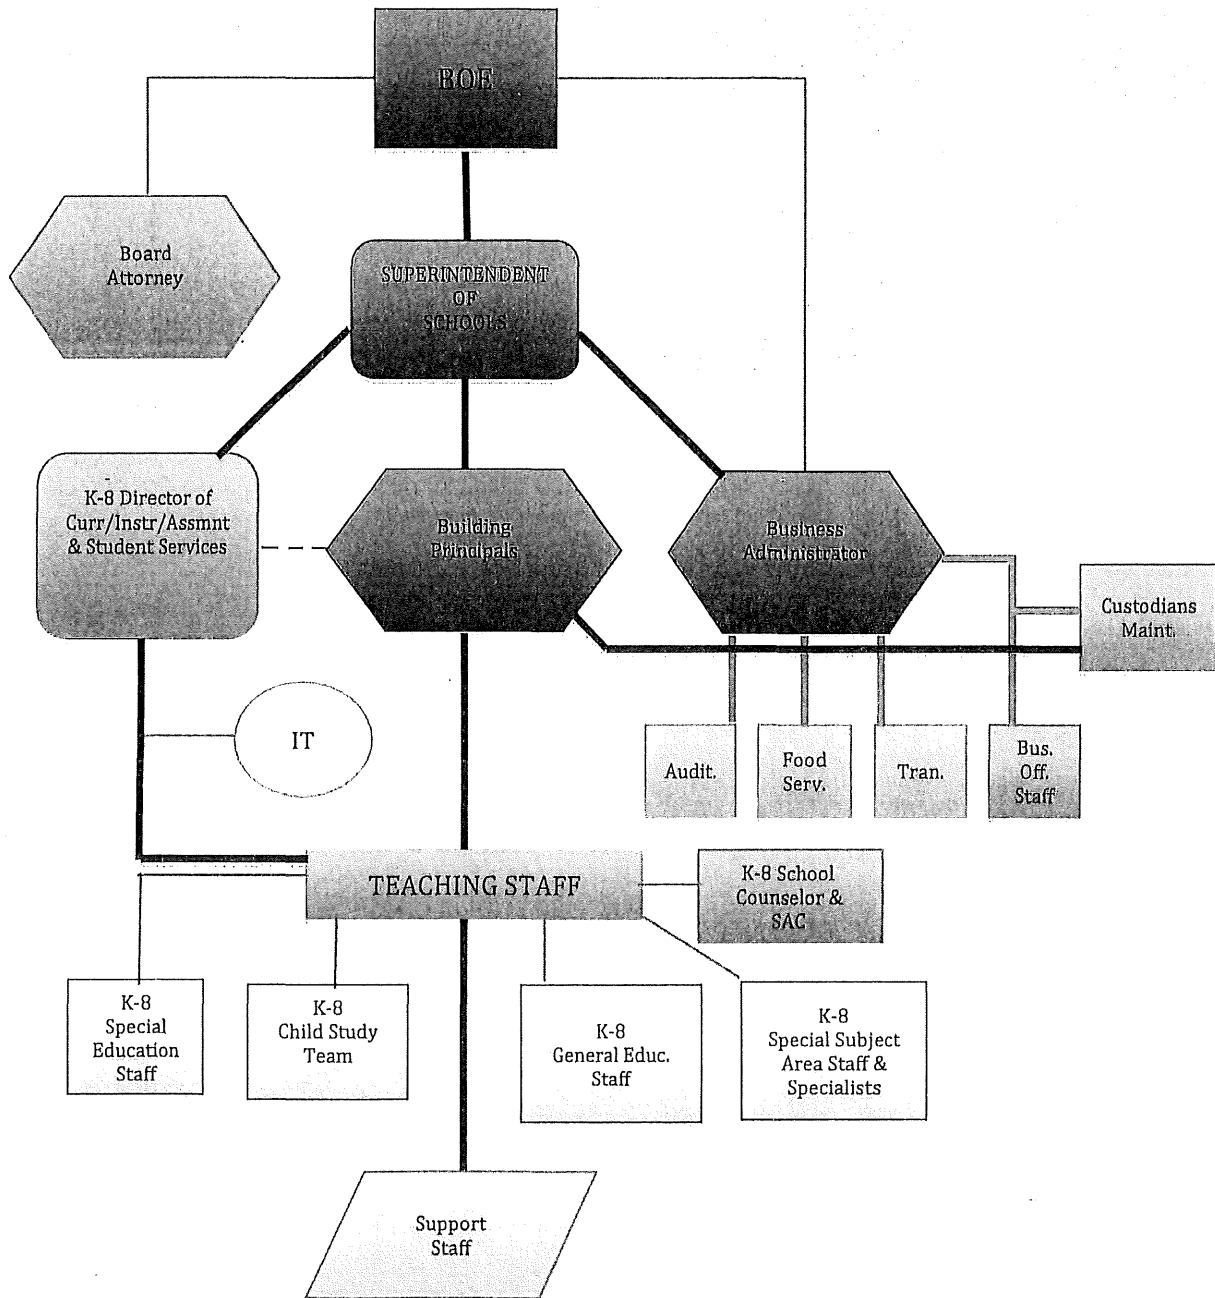 BOE
Board
Attorney
SUPERINTENDENT
OF
SCHOOLS
K-8 Director of
Curr/Instr/Assmnt
& Student Services
Building
Principals
Business
Administrator
Custodians
Maint.
IT
Audit.
Food
Serv.
Tran.
Bus.
Off.
Staff
TEACHING STAFF
K-8 School
Counselor &
SAC
K-8
Special
Education
Staff
K-8
Child Study
Team
K-8
General Educ.
Staff
K-8
Special Subject
Area Staff &
Specialists
Support
Staff